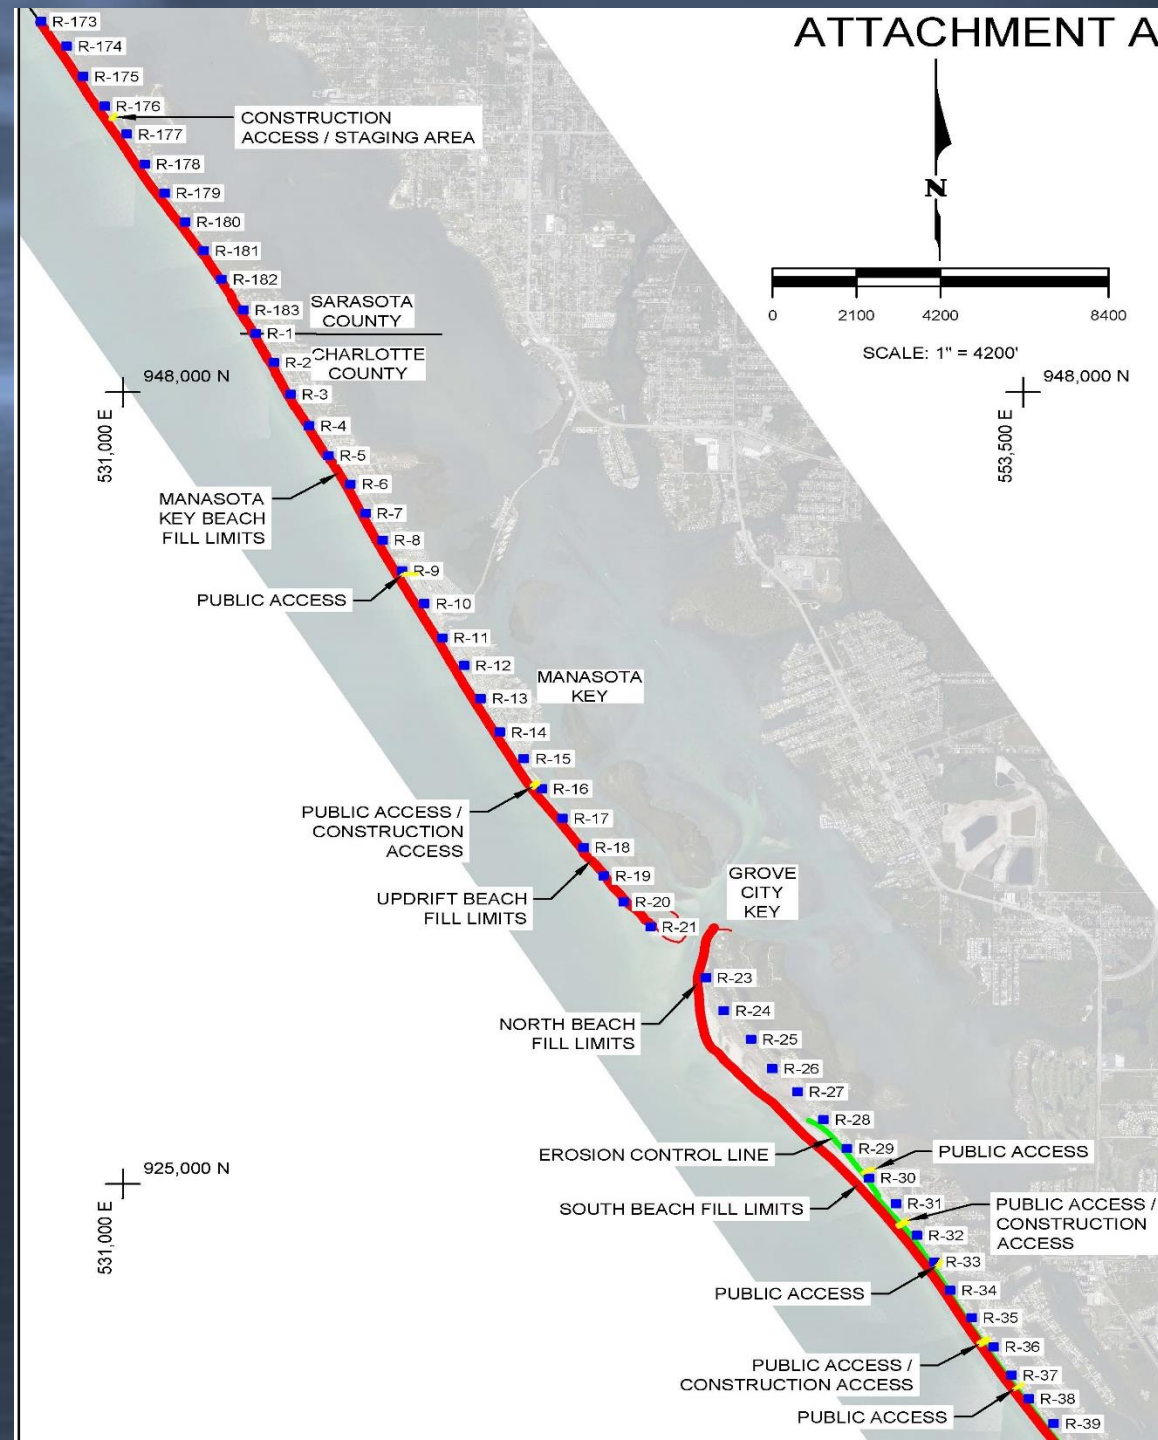 ATTACHMENT A
R-173
R-174
R-175
R-176
CONSTRUCTION
ACCESS / STAGING AREA
R-177
R-178
R-179
N
R-180
R-181
R-182
R-183
SARASOTA
COUNTY
0 2100 4200 8400
R-1
SCALE: 1" = 4200'
R-2
CHARLOTTE
COUNTY
948,000 N
531,000 E
948,000 N
553,500 E
R-3
R-4
R-5
R-6
MANASOTA
KEY BEACH
FILL LIMITS
R-7
R-8
R-9
PUBLIC ACCESS
R-10
R-11
R-12
MANASOTA
KEY
R-13
R-14
R-15
R-16
PUBLIC ACCESS /
CONSTRUCTION
ACCESS
R-17
R-18
R-19
UPDRIFT BEACH
FILL LIMITS
GROVE
CITY
KEY
R-20
R-21
R-23
R-24
NORTH BEACH
FILL LIMITS
R-25
R-26
R-27
R-28
EROSION CONTROL LINE
R-29
PUBLIC ACCESS
925,000 N
531,000 E
R-30
SOUTH BEACH FILL LIMITS
R-31
PUBLIC ACCESS /
CONSTRUCTION
ACCESS
R-32
R-33
PUBLIC ACCESS
R-34
R-35
R-36
PUBLIC ACCESS /
CONSTRUCTION ACCESS
R-37
R-38
PUBLIC ACCESS
R-39